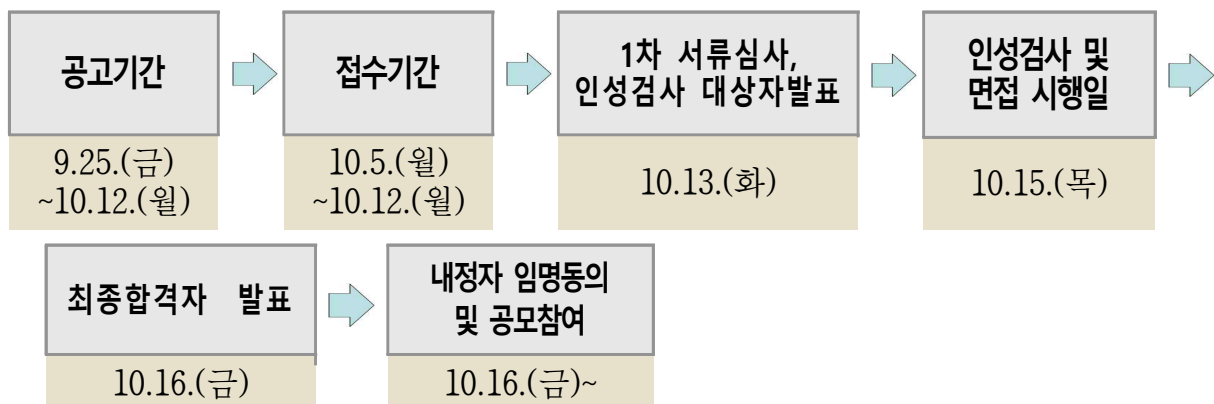 공고기간
9.25.(금)
~10.12.(월)
접수기간
10.5.(월)
~10.12.(월)
1차 서류심사,
인성검사 대상자발표
10.13.(화)
인성검사 및
면접 시행일
10.15.(목)
최종합격자 발표
10.16.(금)
내정자 임명동의
및 공모참여
10.16.(금)~